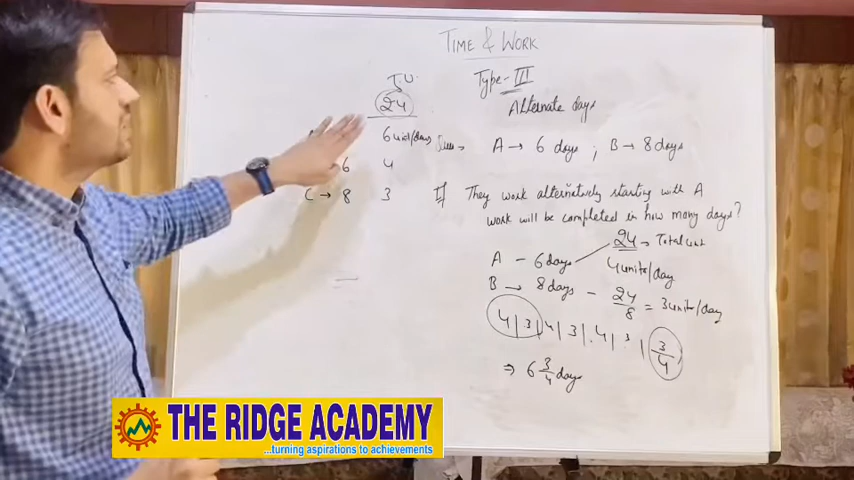 TIME & WORK
Type - III
Alternate days
A → 6 days ; B → 8 days
If They work alternatively starting with A
work will be completed in how many days?
A - 6 days
24 → Total unit
4 units/day
B → 8 days - 24/8 = 3 units/day
4 | 3 | 4 | 3 | 4 | 3 | 3/4
⇒ 6 3/4 days
TU
24
6 unit/days
6 4
C → 8 3
THE RIDGE ACADEMY
...turning aspirations to achievements